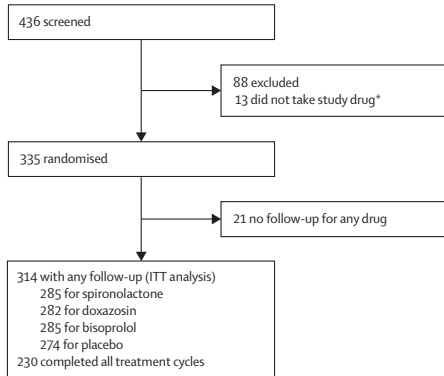 436 screened
88 excluded
13 did not take study drug*
335 randomised
21 no follow-up for any drug
314 with any follow-up (ITT analysis)
285 for spironolactone
282 for doxazosin
285 for bisoprolol
274 for placebo
230 completed all treatment cycles